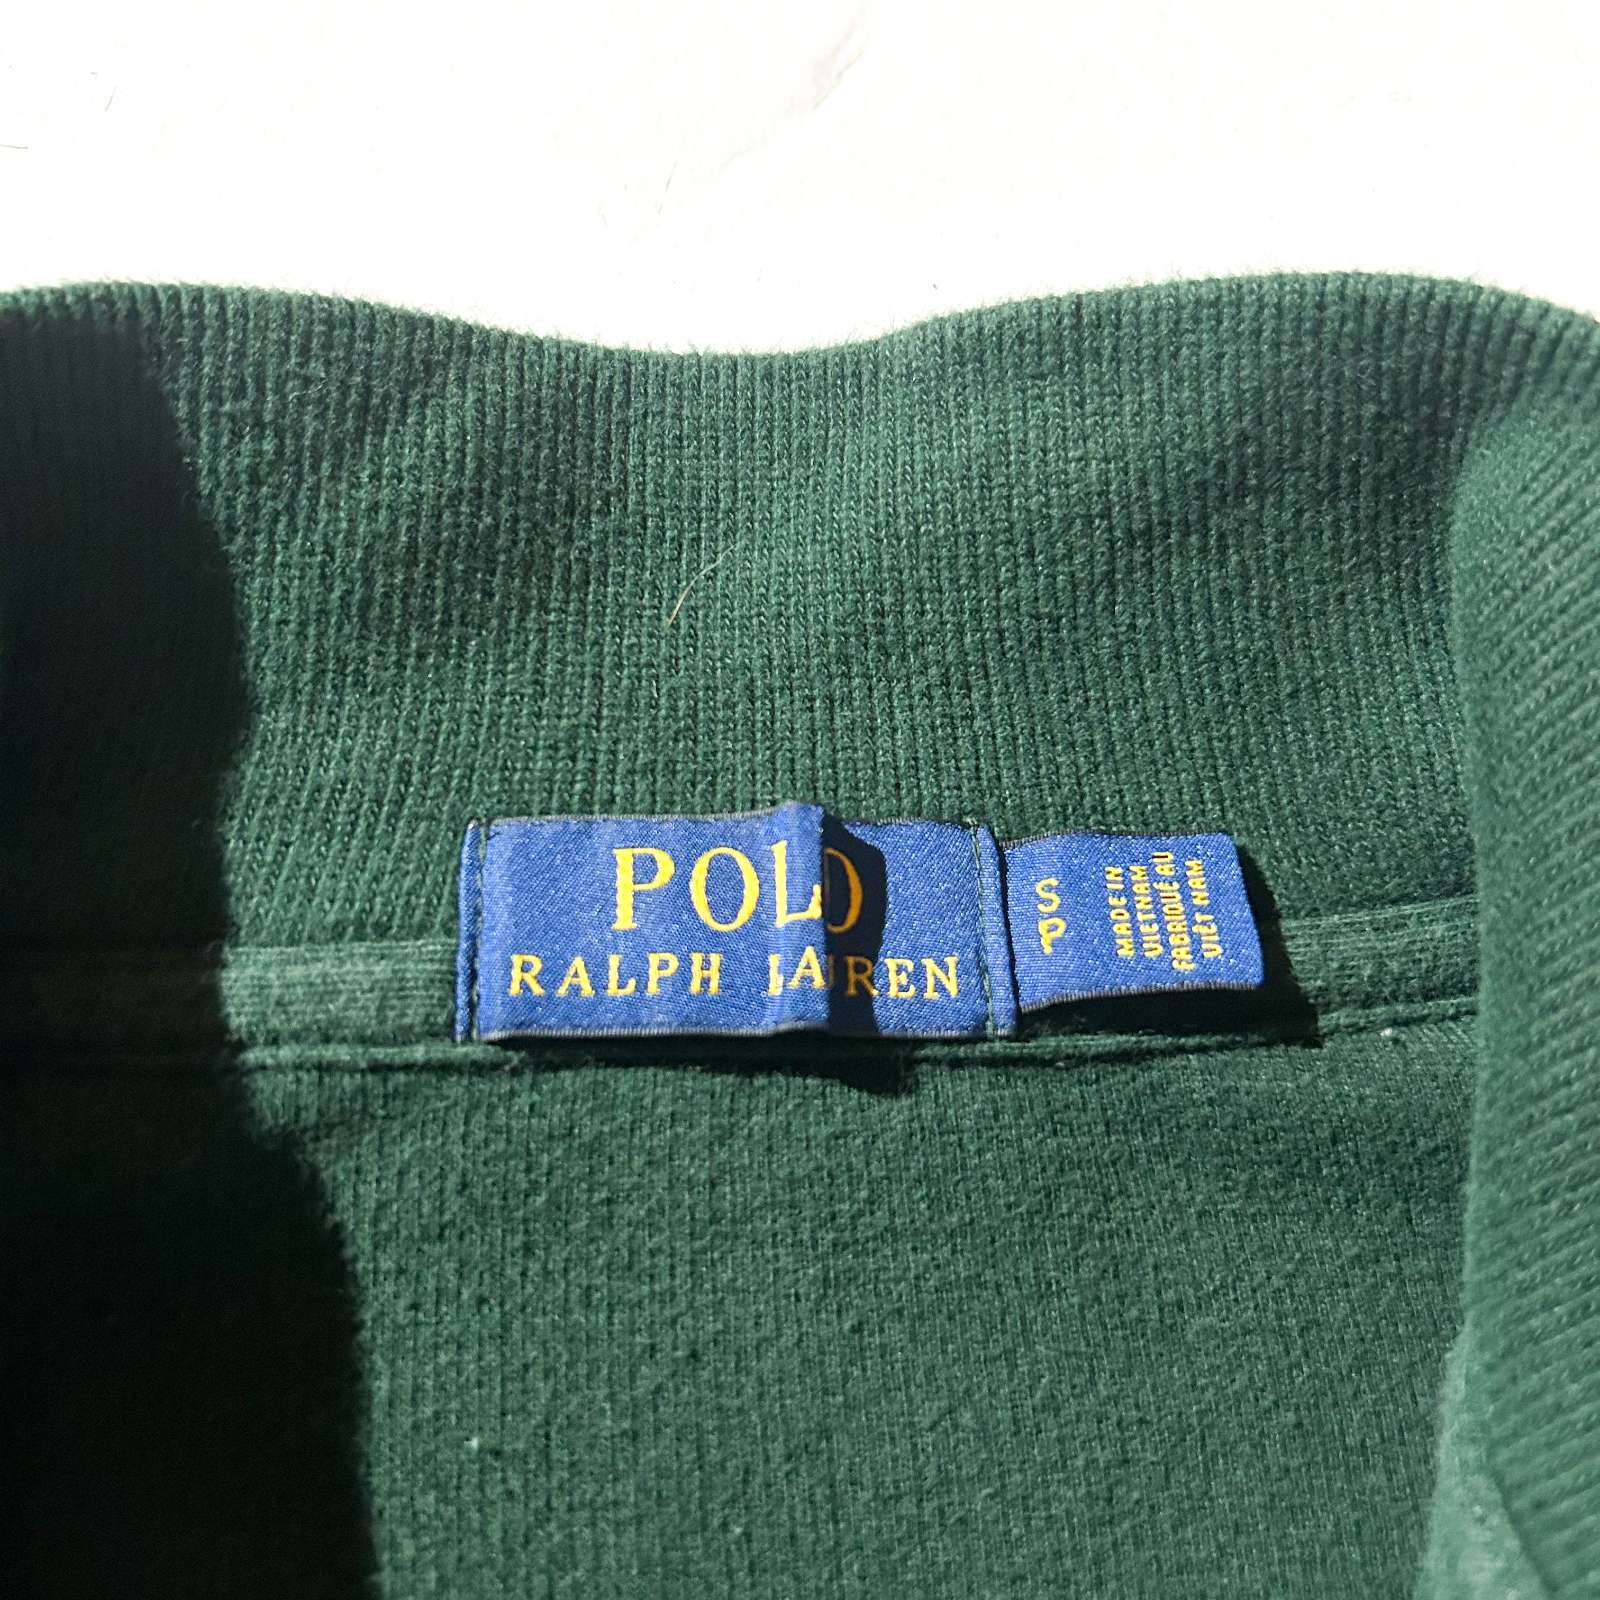 POLO
RALPH LAUREN
S
P
MADE IN
VIETNAM
FABRIQUÉ AU
VIÊT NAM